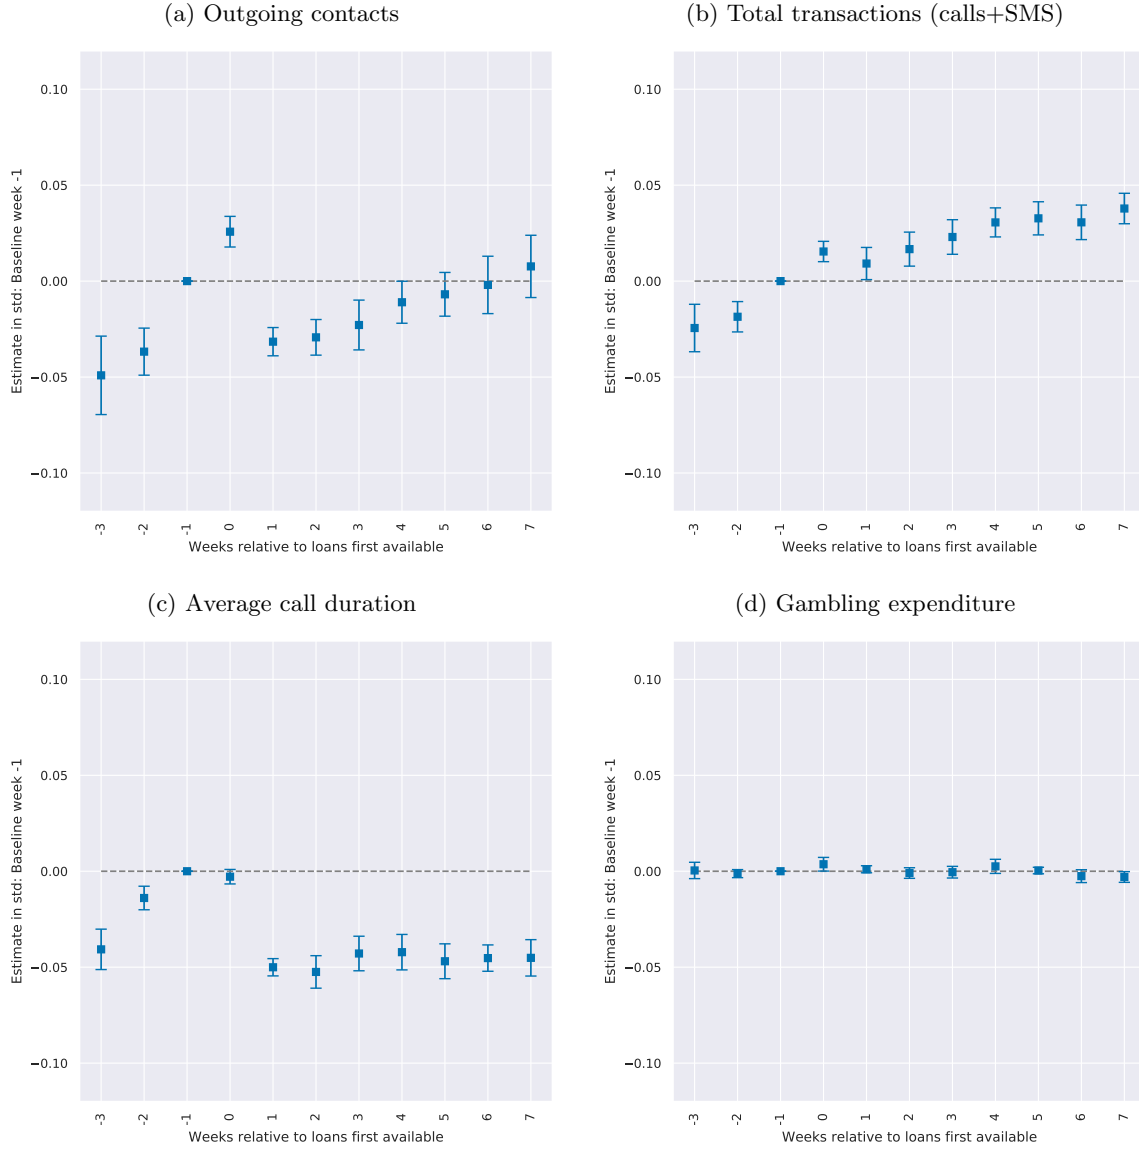 (a) Outgoing contacts
0.10
0.05
0.00
−0.05
−0.10
Estimate in std: Baseline week -1
-3 -2 -1 0 1 2 3 4 5 6 7
Weeks relative to loans first available
(b) Total transactions (calls+SMS)
0.10
0.05
0.00
−0.05
−0.10
Estimate in std: Baseline week -1
-3 -2 -1 0 1 2 3 4 5 6 7
Weeks relative to loans first available
(c) Average call duration
0.10
0.05
0.00
−0.05
−0.10
Estimate in std: Baseline week -1
-3 -2 -1 0 1 2 3 4 5 6 7
Weeks relative to loans first available
(d) Gambling expenditure
0.10
0.05
0.00
−0.05
−0.10
Estimate in std: Baseline week -1
-3 -2 -1 0 1 2 3 4 5 6 7
Weeks relative to loans first available